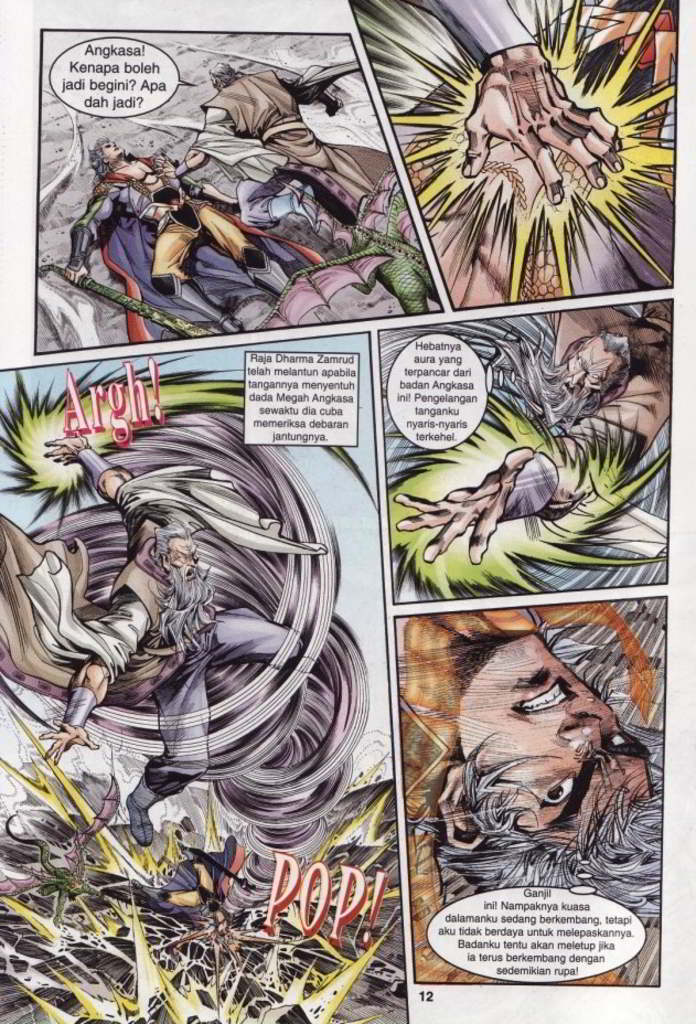 Angkasa!
Kenapa boleh
jadi begini? Apa
dah jadi?
Raja Dharma Zamrud
telah melantun apabila
tangannya menyentuh
dada Megah Angkasa
sewaktu dia cuba
memeriksa debaran
jantungnya.
Argh!
POP!
Hebatnya
aura yang
terpancar dari
badan Angkasa
ini! Pengelangan
tanganku
nyaris-nyaris
terkehel.
Ganjil
ini! Nampaknya kuasa
dalamanku sedang berkembang, tetapi
aku tidak berdaya untuk melepaskannya.
Badanku tentu akan meletup jika
ia terus berkembang dengan
sedemikian rupa!
12